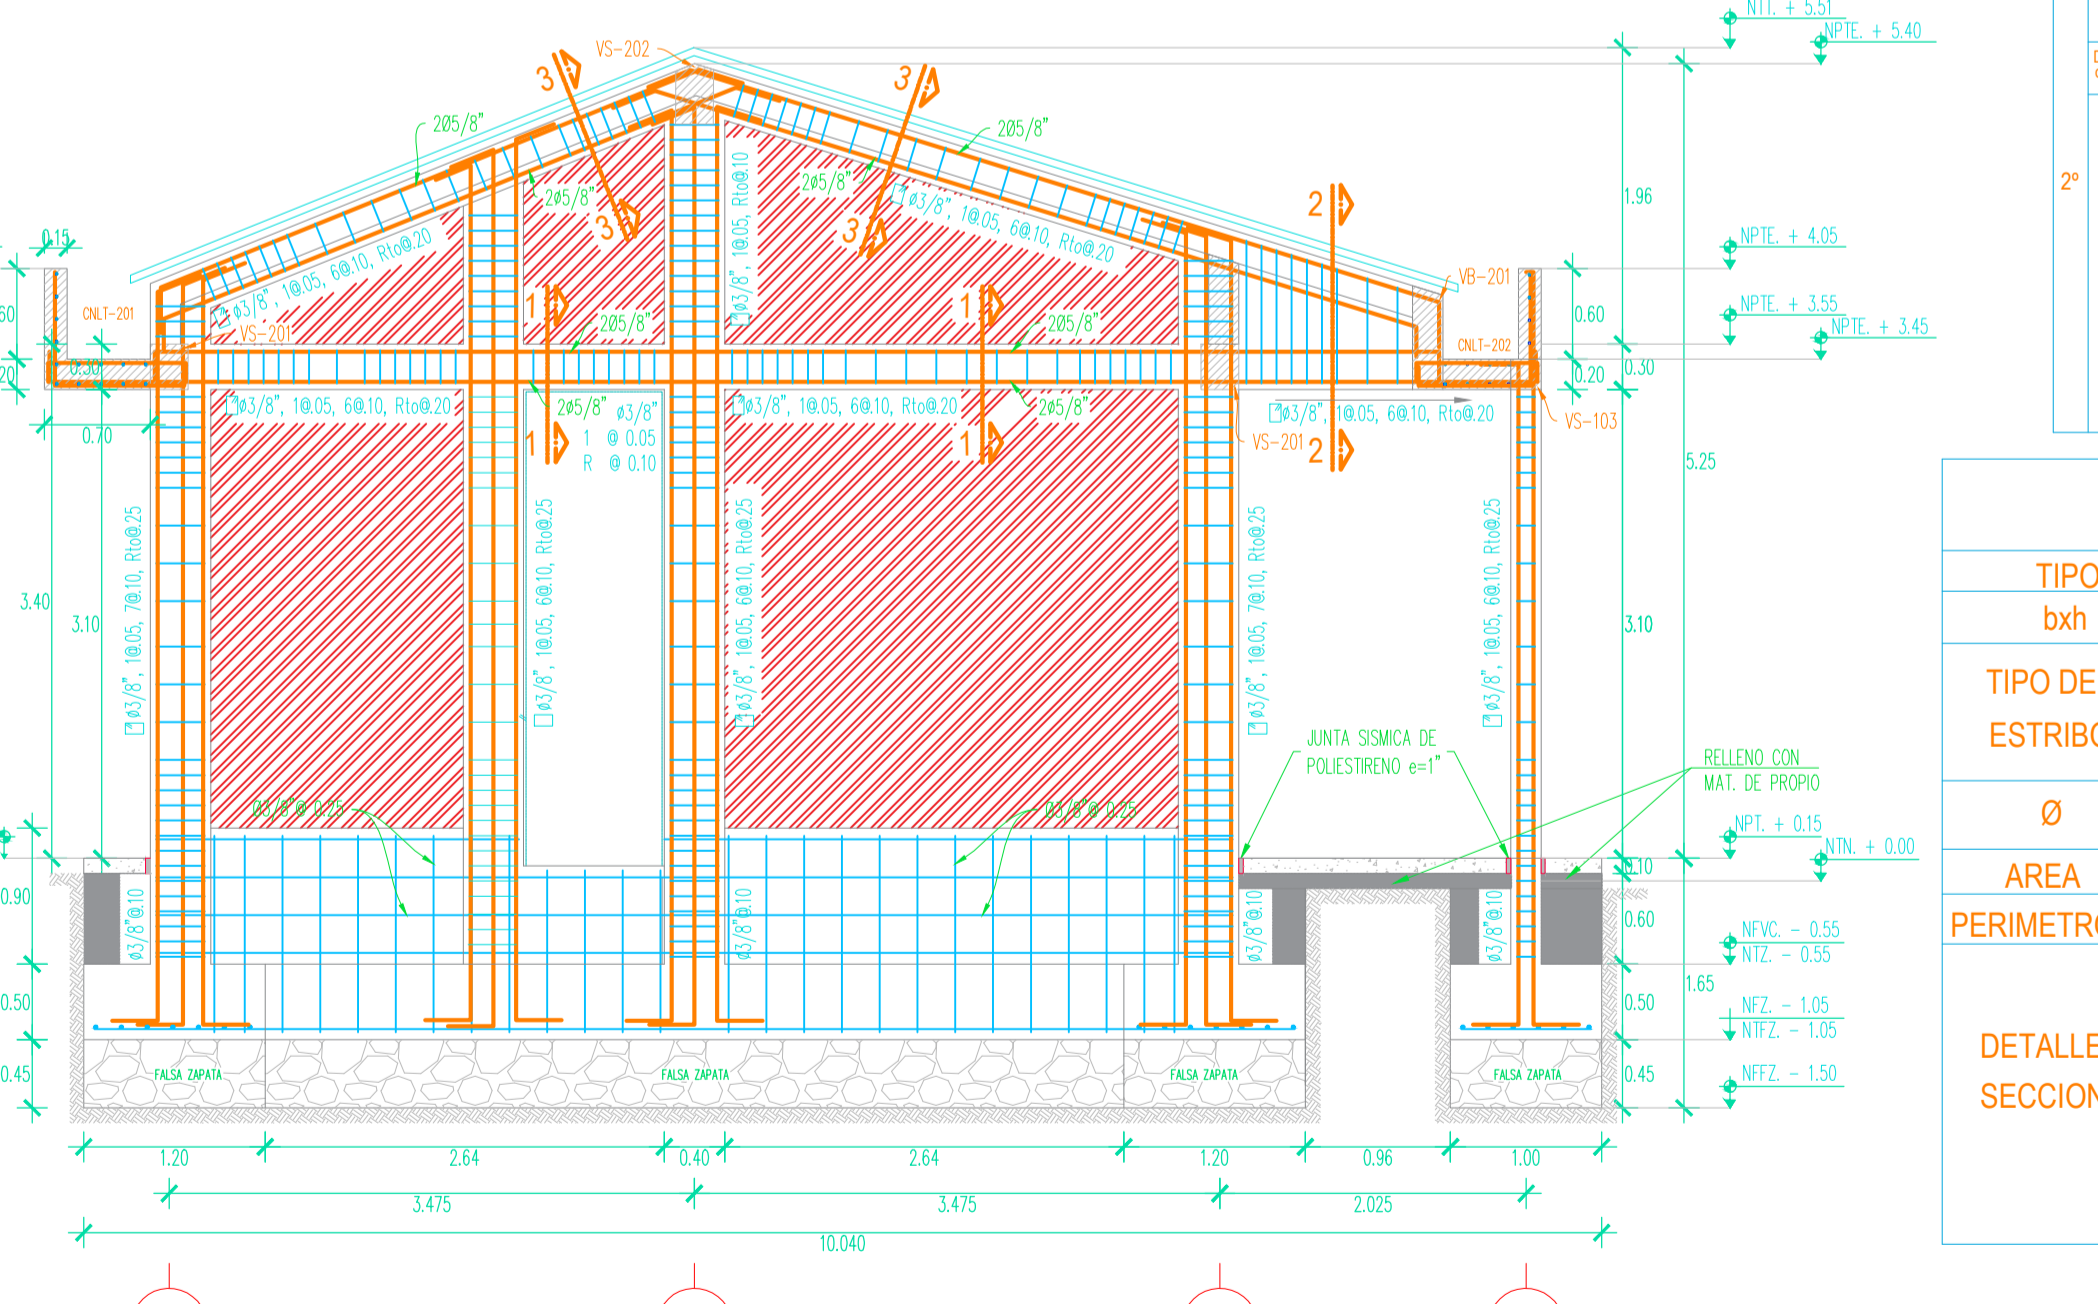 NTT. + 5.51
NPTE. + 5.40
VS-202
3
3
2Ø5/8"
2Ø5/8"
2Ø5/8"
2ø5/8"
3
3
2
2º
1.96
ø3/8", 1@.05, Rto@.10
ø3/8", 1@.05, 6@.10, Rto@.20
ø3/8", 1@.05, 6@.10, Rto@.20
0.15
NPTE. + 4.05
VB-201
CNLT-201
1
1
NPTE. + 3.55
NPTE. + 3.45
0.60
VS-201
2Ø5/8"
2Ø5/8"
CNLT-202
0.30
0.20
0.30
ø3/8", 1@.05, 6@.10, Rto@.20
2Ø5/8"
ø3/8"
1 @ 0.05
R @ 0.10
ø3/8", 1@.05, 6@.10, Rto@.20
2Ø5/8"
ø3/8", 1@.05, 6@.10, Rto@.20
VS-103
0.70
1
1
VS-201
2
5.25
3.40
3.10
ø3/8", 1@.05, 7@.10, Rto@.25
ø3/8", 1@.05, 6@.10, Rto@.25
ø3/8", 1@.05, 6@.10, Rto@.25
ø3/8", 1@.05, 7@.10, Rto@.25
ø3/8", 1@.05, 6@.10, Rto@.25
3.10
TIPO
bxh
TIPO DE
ESTRIBO
Ø
AREA
PERIMETRO
DETALLE
SECCION
JUNTA SISMICA DE
POLIESTIRENO e=1"
RELLENO CON
MAT. DE PROPIO
Ø3/8"@ 0.25
Ø3/8"@ 0.25
NPT. + 0.15
NTN. + 0.00
0.10
0.90
ø3/8"@.10
ø3/8"@.10
ø3/8"@.10
ø3/8"@.10
0.60
NFVC. - 0.55
NTZ. - 0.55
0.50
0.50
1.65
NFZ. - 1.05
NTFZ. - 1.05
0.45
FALSA ZAPATA
FALSA ZAPATA
FALSA ZAPATA
FALSA ZAPATA
0.45
NFFZ. - 1.50
1.20
2.64
0.40
2.64
1.20
0.96
1.00
3.475
3.475
2.025
10.040